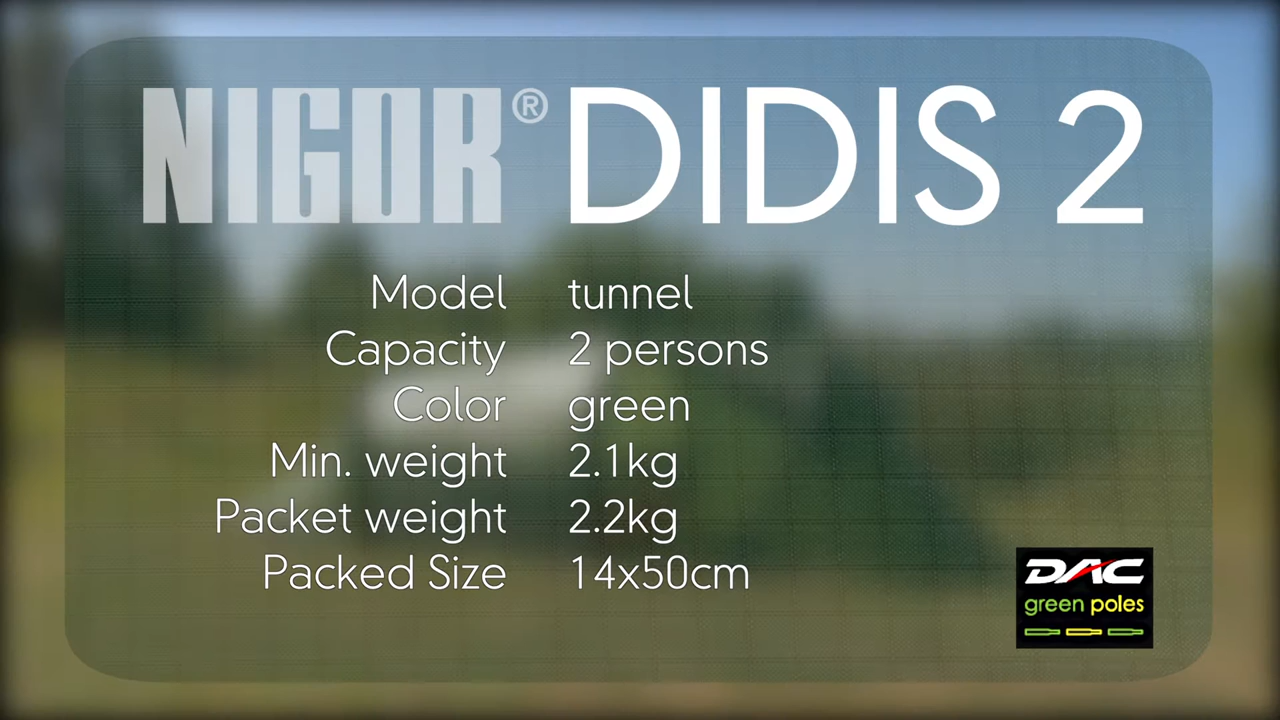 NIGOR® DIDIS 2
Model tunnel
Capacity 2 persons
Color green
Min. weight 2.1kg
Packet weight 2.2kg
Packed Size 14x50cm
DAC
green poles